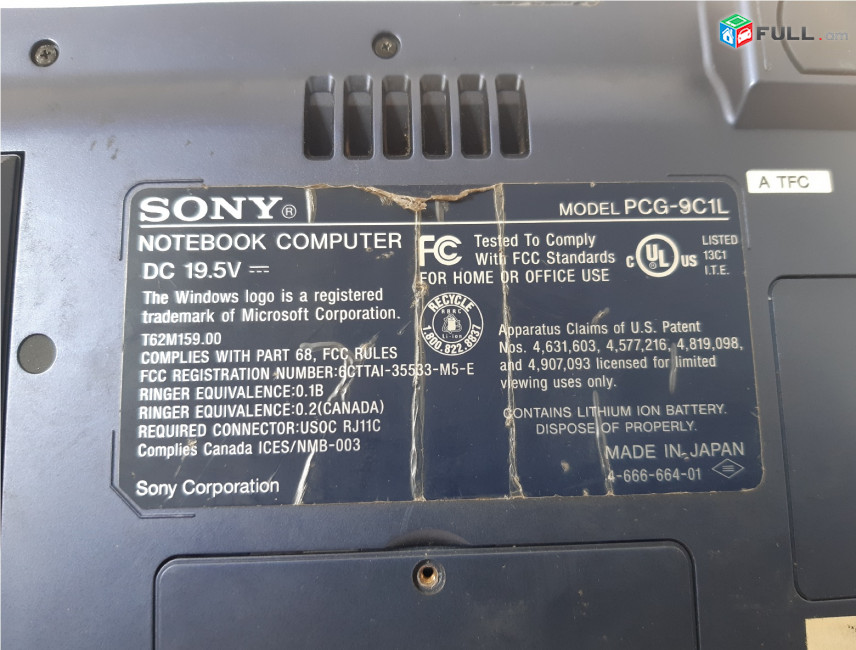 FULL.am
A TFC
SONY®
MODEL PCG-9C1L
NOTEBOOK COMPUTER
DC 19.5V
The Windows logo is a registered
trademark of Microsoft Corporation.
T62M159.00
COMPLIES WITH PART 68, FCC RULES
FCC REGISTRATION NUMBER:6CTTAI-35533-M5-E
RINGER EQUIVALENCE:0.1B
RINGER EQUIVALENCE:0.2(CANADA)
REQUIRED CONNECTOR:USOC RJ11C
Complies Canada ICES/NMB-003
Sony Corporation
FC Tested To Comply
With FCC Standards
FOR HOME OR OFFICE USE
C UL US
LISTED
13C1
I.T.E.
RECYCLE
RBRC
Li-ion
1.800.822.8837
Apparatus Claims of U.S. Patent
Nos. 4,631,603, 4,577,216, 4,819,098,
and 4,907,093 licensed for limited
viewing uses only.
CONTAINS LITHIUM ION BATTERY.
DISPOSE OF PROPERLY.
MADE IN JAPAN
4-666-664-01